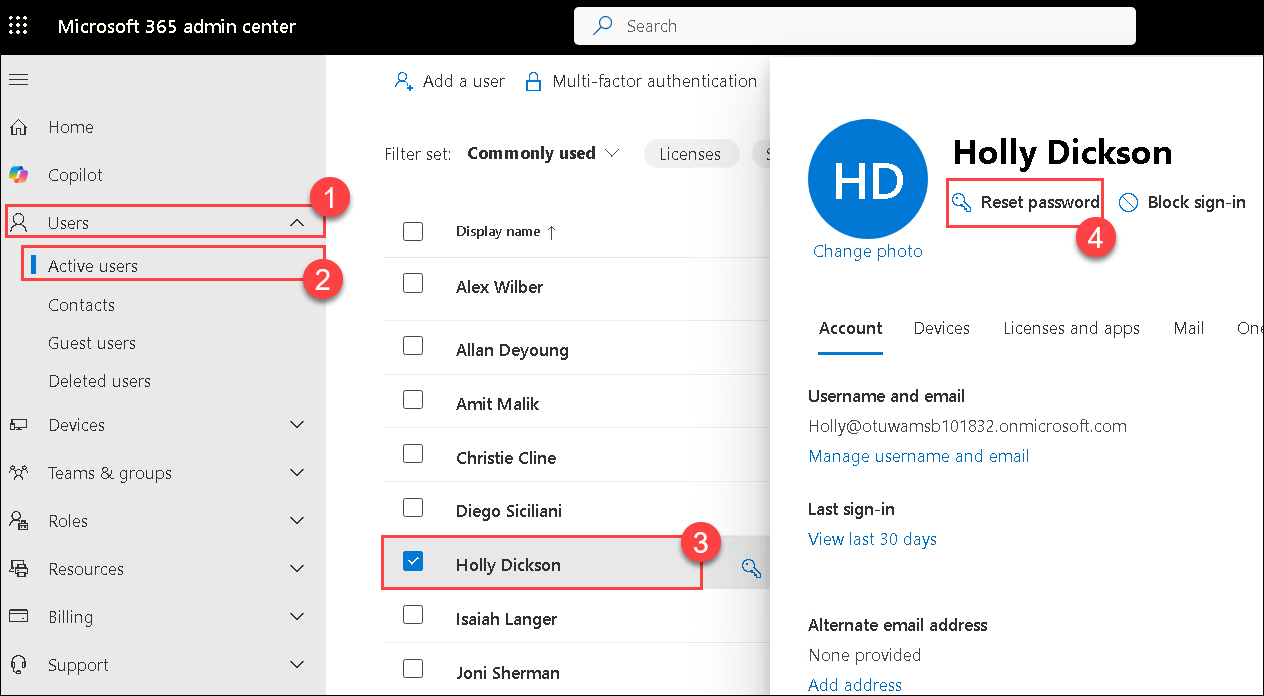 Microsoft 365 admin center
Search
Home
Copilot
Users
1
Active users
2
Contacts
Guest users
Deleted users
Devices
Teams & groups
Roles
Resources
Billing
Support
Add a user
Multi-factor authentication
Filter set: Commonly used
Licenses
Display name ↑
Alex Wilber
Allan Deyoung
Amit Malik
Christie Cline
Diego Siciliani
Holly Dickson
3
Isaiah Langer
Joni Sherman
HD
Change photo
Holly Dickson
Reset password
4
Block sign-in
Account Devices Licenses and apps Mail
Username and email
Holly@otuwamsb101832.onmicrosoft.com
Manage username and email
Last sign-in
View last 30 days
Alternate email address
None provided
Add address